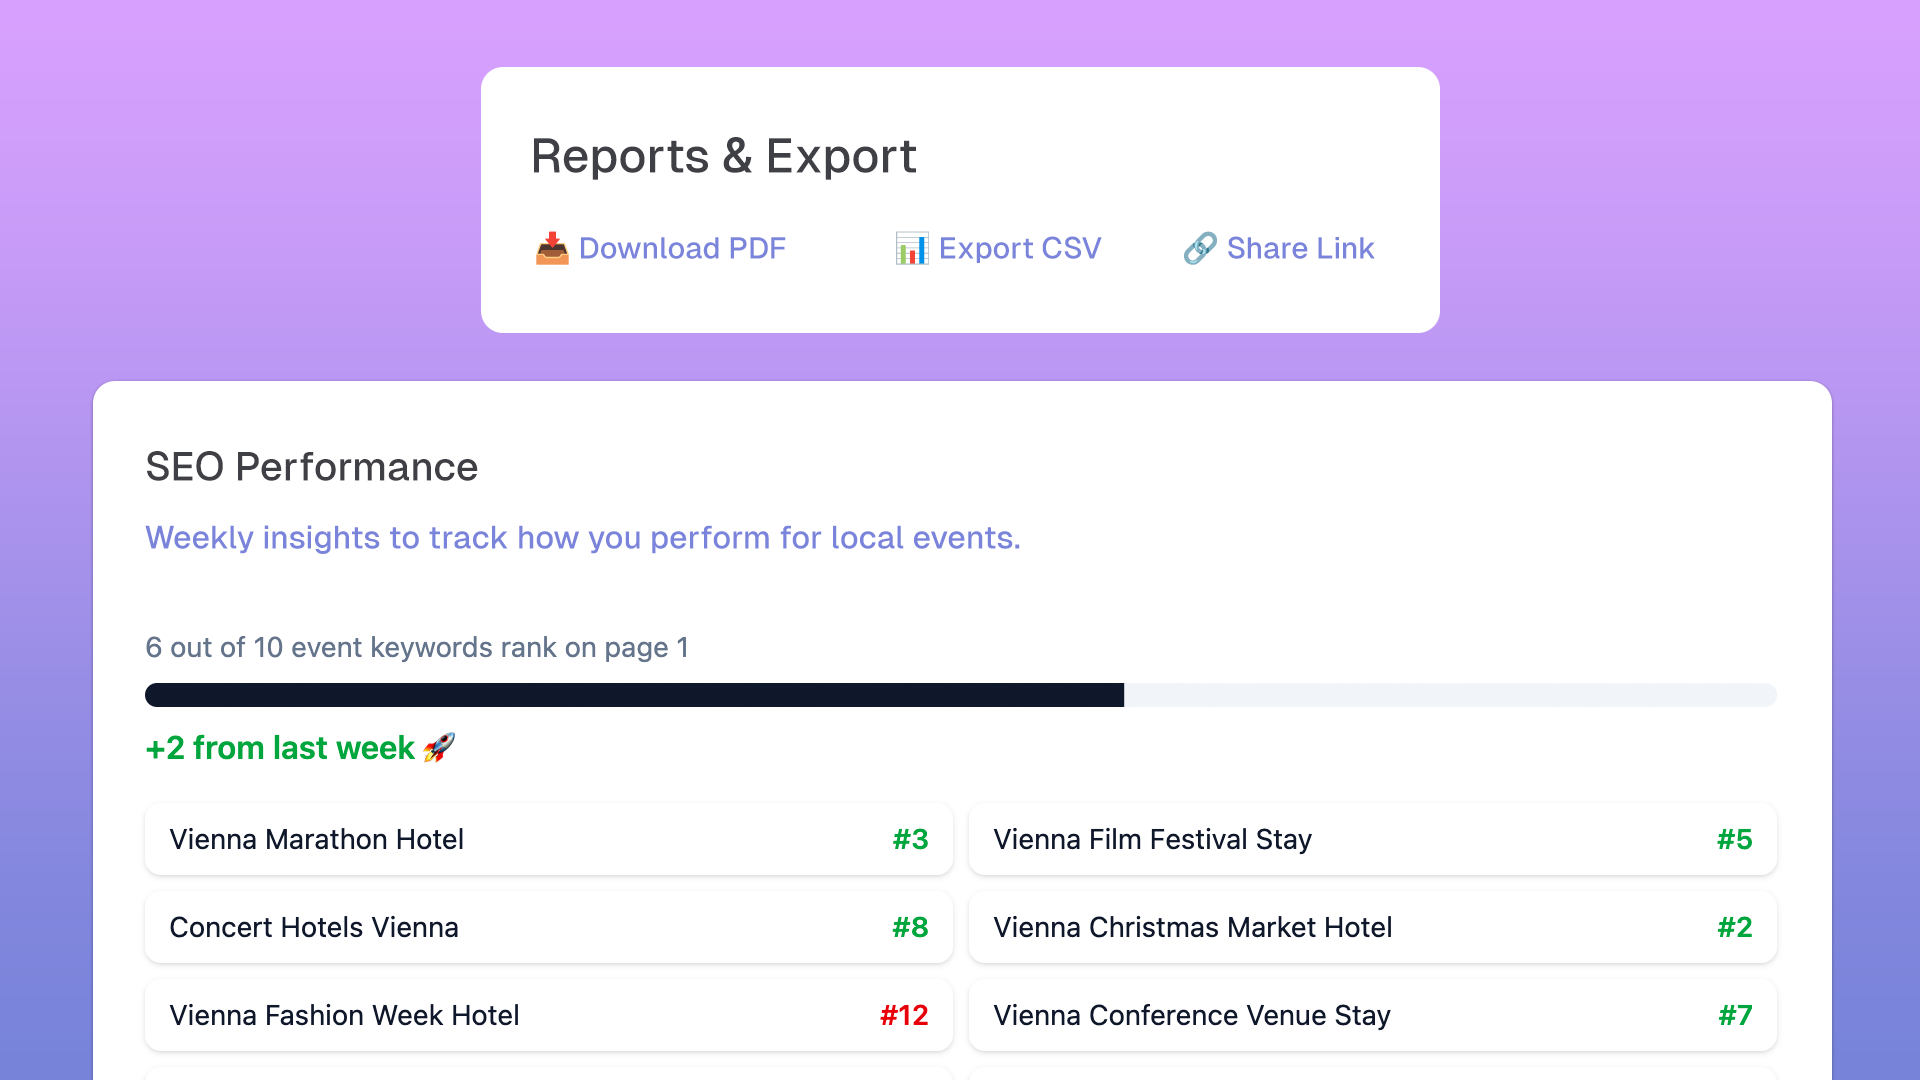 Reports & Export
📥 Download PDF 📊 Export CSV 🔗 Share Link
SEO Performance
Weekly insights to track how you perform for local events.
6 out of 10 event keywords rank on page 1
+2 from last week 🚀
Vienna Marathon Hotel #3
Vienna Film Festival Stay #5
Concert Hotels Vienna #8
Vienna Christmas Market Hotel #2
Vienna Fashion Week Hotel #12
Vienna Conference Venue Stay #7